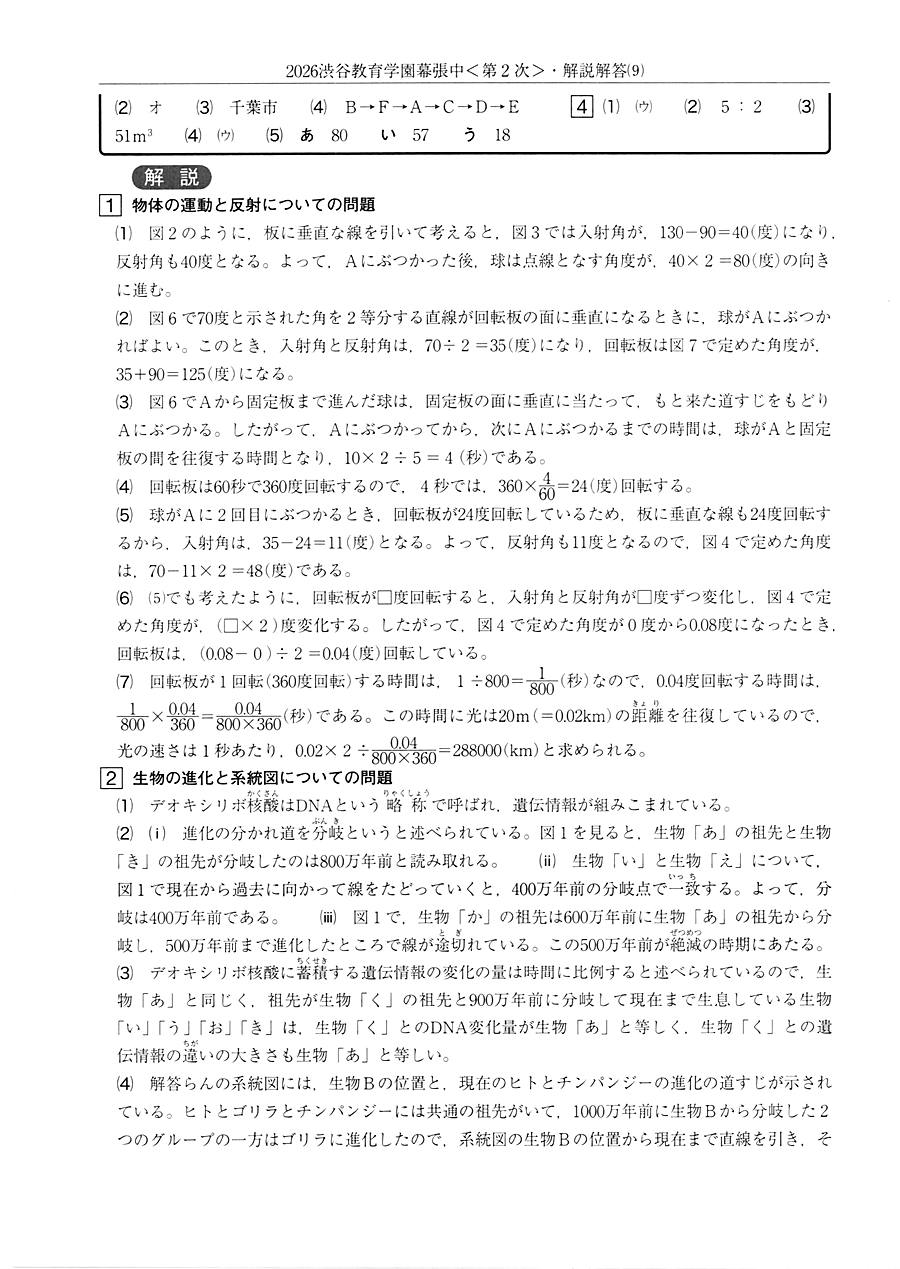 2026渋谷教育学園幕張中<第2次>・解説解答(9)
(2) オ (3) 千葉市 (4) B→F→A→C→D→E 4 (1) (ウ) (2) 5:2 (3)
51m³ (4) (ウ) (5) あ 80 い 57 う 18
解説
1 物体の運動と反射についての問題
(1) 図2のように，板に垂直な線を引いて考えると，図3では入射角が，130−90=40(度)になり，
反射角も40度となる。よって，Aにぶつかった後，球は点線となす角度が，40×2=80(度)の向き
に進む。
(2) 図6で70度と示された角を2等分する直線が回転板の面に垂直になるときに，球がAにぶつか
ればよい。このとき，入射角と反射角は，70÷2=35(度)になり，回転板は図7で定めた角度が，
35+90=125(度)になる。
(3) 図6でAから固定板まで進んだ球は，固定板の面に垂直に当たって，もと来た道すじをもどり
Aにぶつかる。したがって，Aにぶつかってから，次にAにぶつかるまでの時間は，球がAと固定
板の間を往復する時間となり，10×2÷5=4(秒)である。
(4) 回転板は60秒で360度回転するので，4秒では，360×4/60=24(度)回転する。
(5) 球がAに2回目にぶつかるとき，回転板が24度回転しているため，板に垂直な線も24度回転す
るから，入射角は，35−24=11(度)となる。よって，反射角も11度となるので，図4で定めた角度
は，70−11×2=48(度)である。
(6) (5)でも考えたように，回転板が□度回転すると，入射角と反射角が□度ずつ変化し，図4で定
めた角度が，(□×2)度変化する。したがって，図4で定めた角度が0度から0.08度になったとき，
回転板は，(0.08−0)÷2=0.04(度)回転している。
(7) 回転板が1回転(360度回転)する時間は，1÷800=1/800(秒)なので，0.04度回転する時間は，
1/800×0.04/360=0.04/800×360(秒)である。この時間に光は20m(=0.02km)の距離(きょり)を往復しているので，
光の速さは1秒あたり，0.02×2÷0.04/800×360=288000(km)と求められる。
2 生物の進化と系統図についての問題
(1) デオキシリボ核酸(かくさん)はDNAという略称(りゃくしょう)で呼ばれ，遺伝情報が組みこまれている。
(2) (i) 進化の分かれ道を分岐(ぶんき)というと述べられている。図1を見ると，生物「あ」の祖先と生物
「き」の祖先が分岐したのは800万年前と読み取れる。 (ii) 生物「い」と生物「え」について，
図1で現在から過去に向かって線をたどっていくと，400万年前の分岐点で一致(いっち)する。よって，分
岐は400万年前である。 (iii) 図1で，生物「か」の祖先は600万年前に生物「あ」の祖先から分
岐し，500万年前まで進化したところで線が途切(とぎ)れている。この500万年前が絶滅(ぜつめつ)の時期にあたる。
(3) デオキシリボ核酸に蓄積(ちくせき)する遺伝情報の変化の量は時間に比例すると述べられているので，生
物「あ」と同じく，祖先が生物「く」の祖先と900万年前に分岐して現在まで生息している生物
「い」「う」「お」「き」は，生物「く」とのDNA変化量が生物「あ」と等しく，生物「く」との遺
伝情報の違(ちが)いの大きさも生物「あ」と等しい。
(4) 解答らんの系統図には，生物Bの位置と，現在のヒトとチンパンジーの進化の道すじが示され
ている。ヒトとゴリラとチンパンジーには共通の祖先がいて，1000万年前に生物Bから分岐した2
つのグループの一方はゴリラに進化したので，系統図の生物Bの位置から現在まで直線を引き，そ